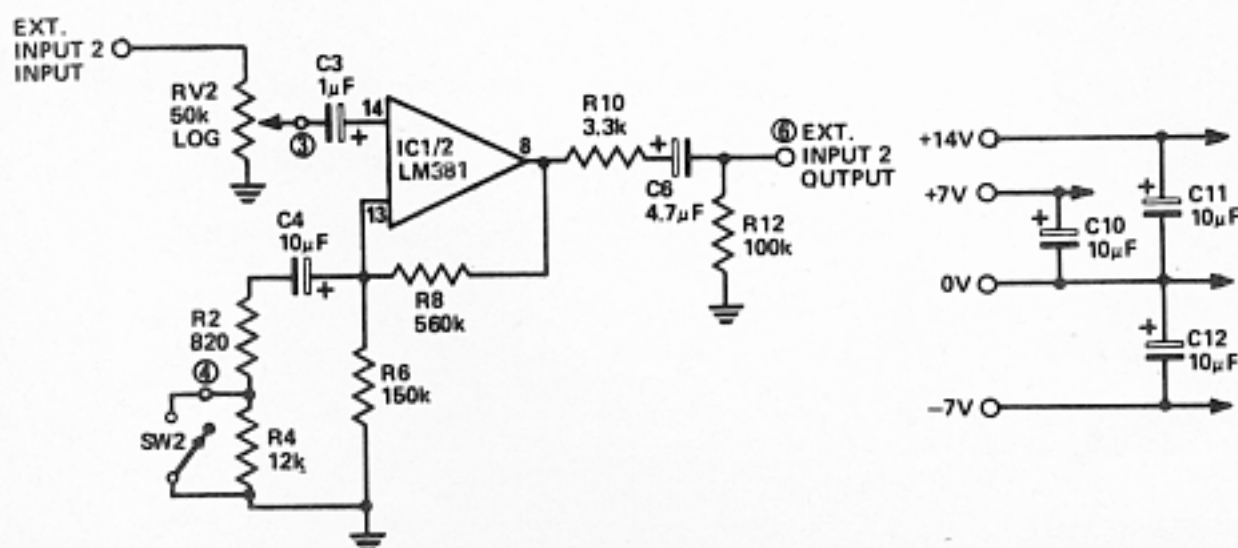 EXT.
INPUT 2
INPUT
RV2
50k
LOG
③
C3
1µF
+
14
IC1/2
LM381
8
13
R10
3.3k
+
C6
4.7µF
⑥ EXT.
INPUT 2
OUTPUT
R12
100k
C4
10µF
+
R8
560k
R2
820
④
R6
150k
SW2
R4
12k
+14V
+7V
0V
−7V
+
C11
10µF
+
C10
10µF
+
C12
10µF